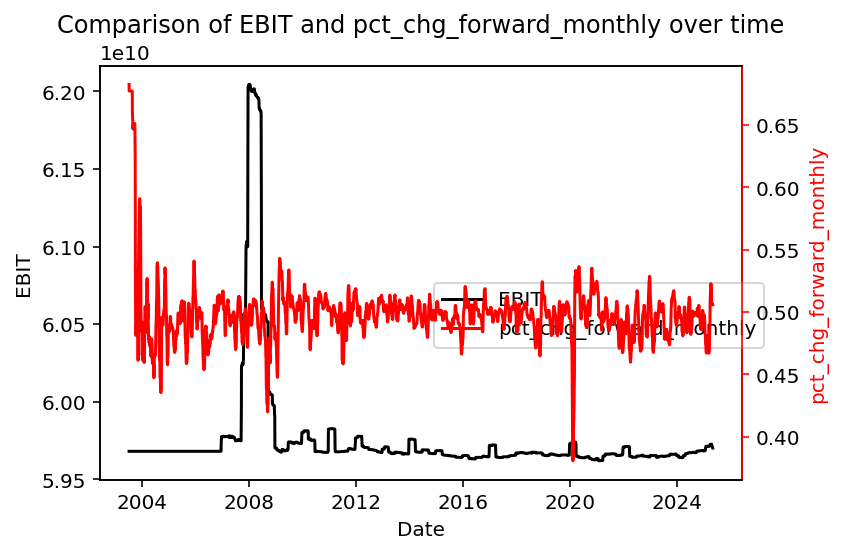 Comparison of EBIT and pct_chg_forward_monthly over time
1e10
6.20
6.15
6.10
6.05
6.00
5.95
EBIT
0.65
0.60
0.55
0.50
0.45
0.40
pct_chg_forward_monthly
EBIT
pct_chg_forward_monthly
2004 2008 2012 2016 2020 2024
Date